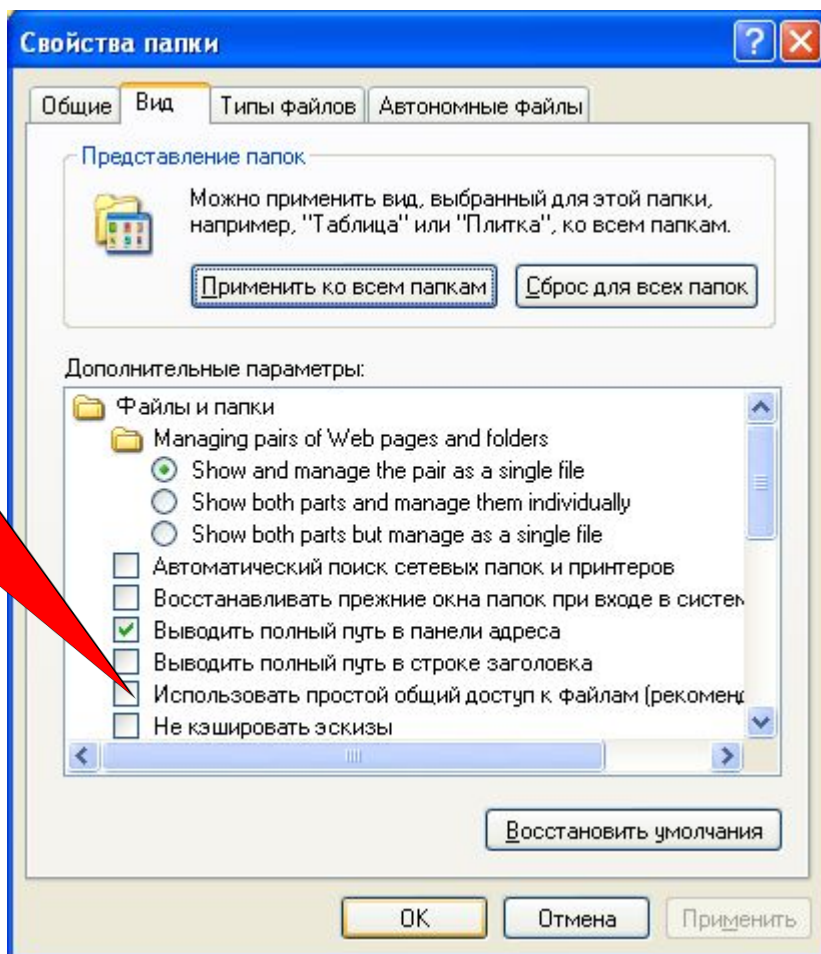 Свойства папки
Общие Вид Типы файлов Автономные файлы
Представление папок
Можно применить вид, выбранный для этой папки,
например, "Таблица" или "Плитка", ко всем папкам.
Применить ко всем папкам Сброс для всех папок
Дополнительные параметры:
Файлы и папки
Managing pairs of Web pages and folders
Show and manage the pair as a single file
Show both parts and manage them individually
Show both parts but manage as a single file
Автоматический поиск сетевых папок и принтеров
Восстанавливать прежние окна папок при входе в систем
Выводить полный путь в панели адреса
Выводить полный путь в строке заголовка
Использовать простой общий доступ к файлам (рекоменд
Не кэшировать эскизы
Восстановить умолчания
OK Отмена Применить